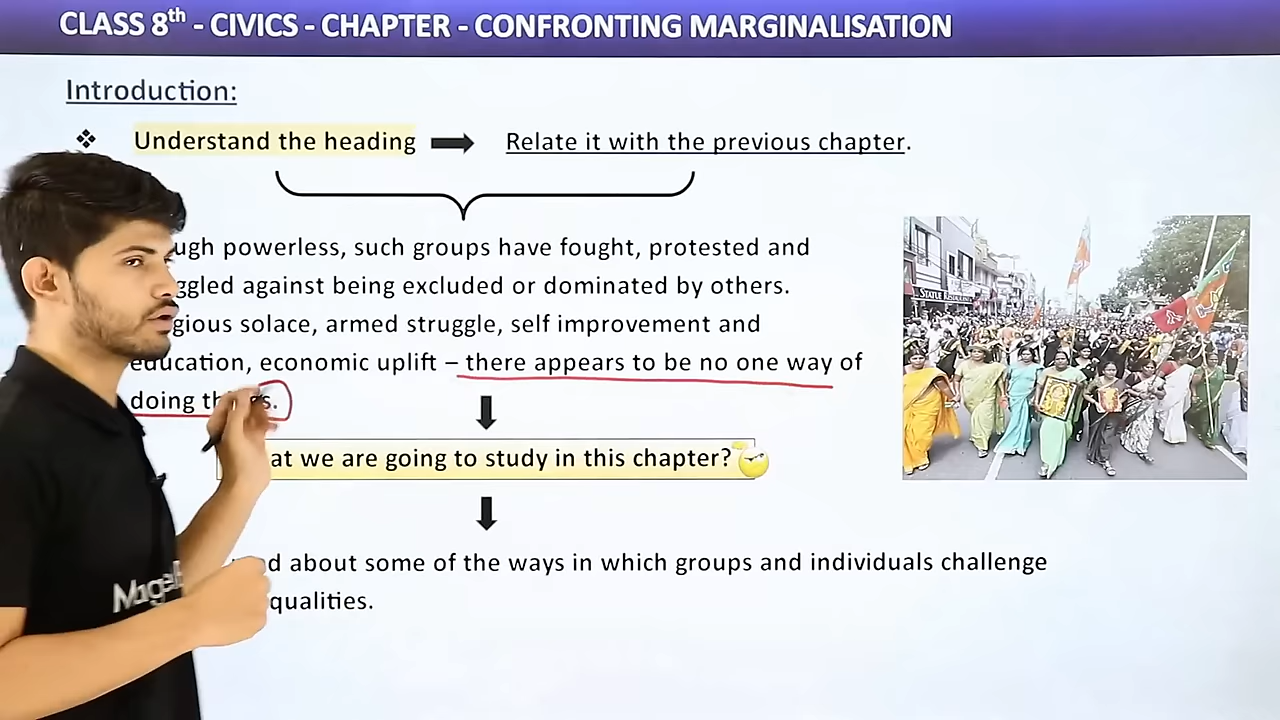 CLASS 8th - CIVICS - CHAPTER - CONFRONTING MARGINALISATION
Introduction:
❖ Understand the heading ➡ Relate it with the previous chapter.
ugh powerless, such groups have fought, protested and
ggled against being excluded or dominated by others.
gious solace, armed struggle, self improvement and
education, economic uplift – there appears to be no one way of
doing th s.
at we are going to study in this chapter?
d about some of the ways in which groups and individuals challenge
qualities.
STATUE
Magn